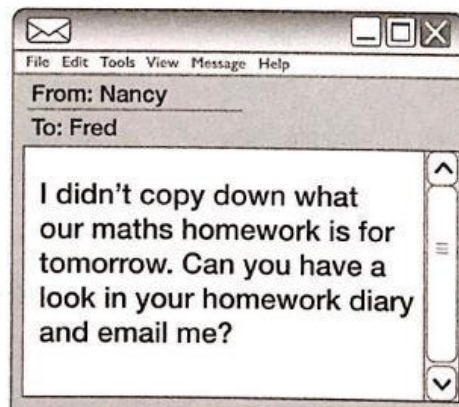 File Edit Tools View Message Help
From: Nancy
To: Fred
I didn't copy down what
our maths homework is for
tomorrow. Can you have a
look in your homework diary
and email me?